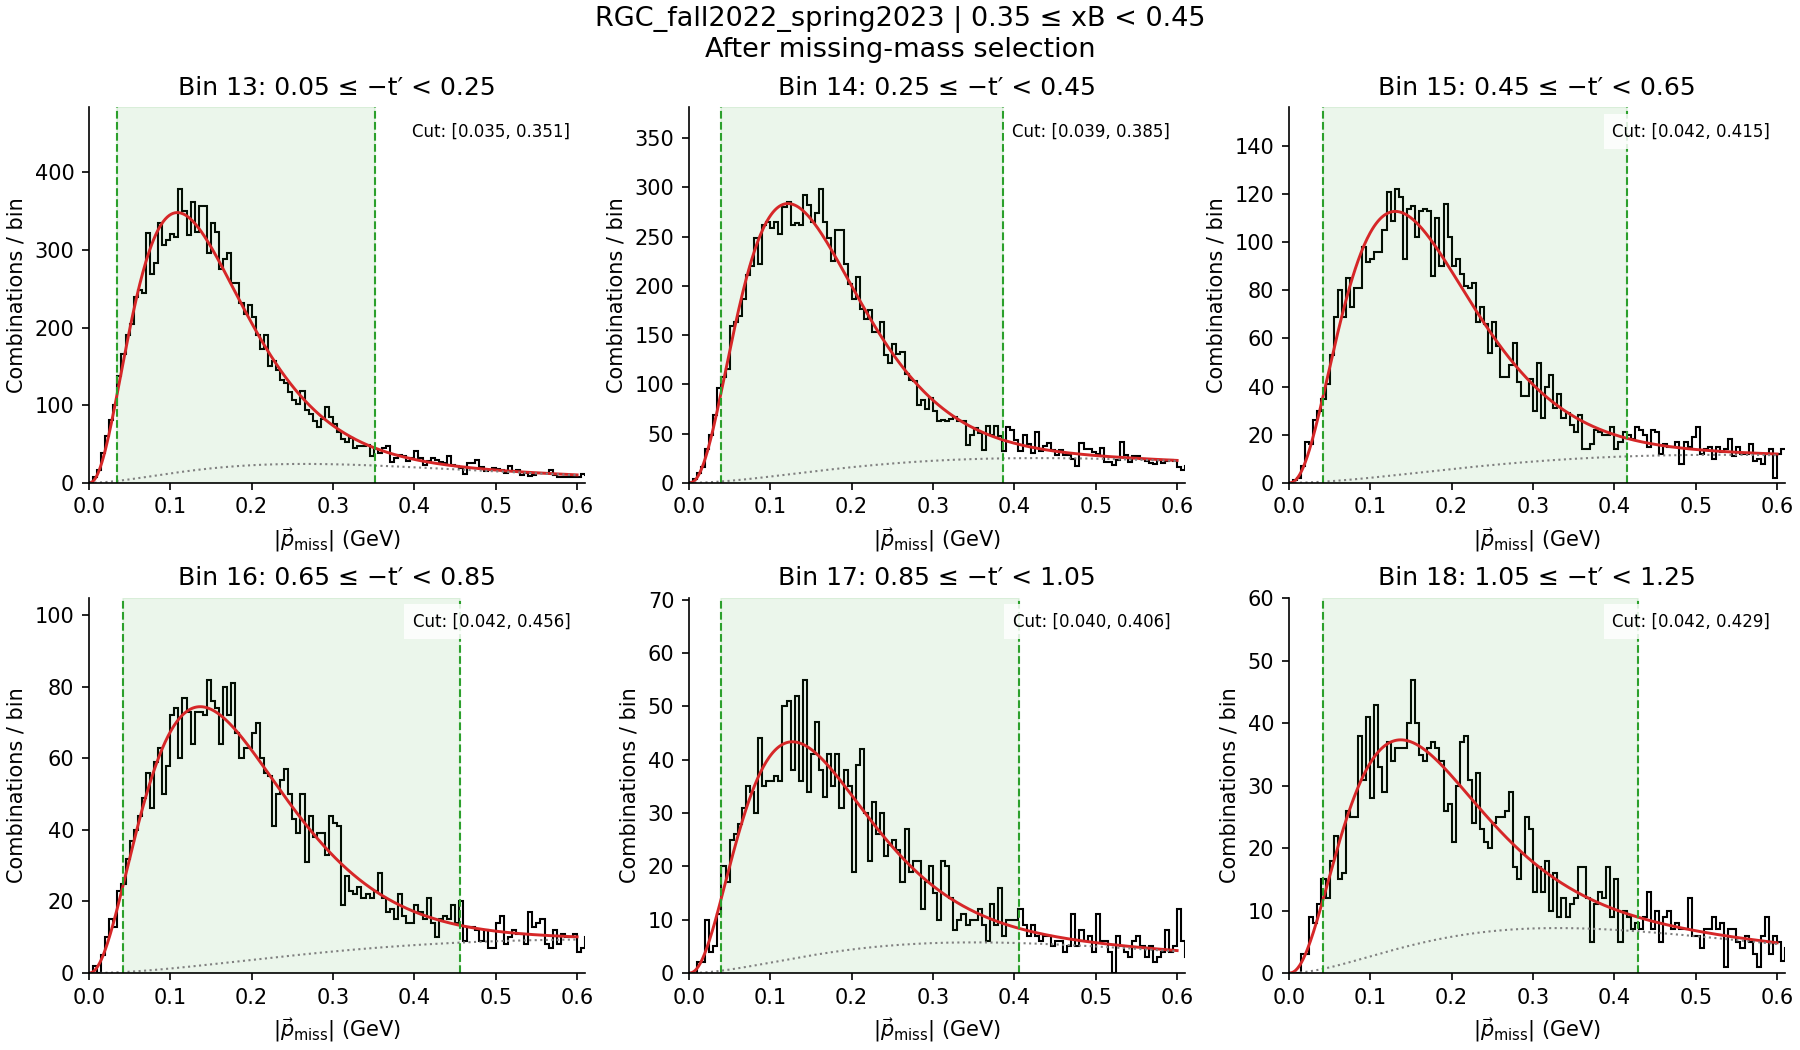 RGC_fall2022_spring2023 | 0.35 ≤ xB < 0.45
After missing-mass selection
Bin 13: 0.05 ≤ −t′ < 0.25
Cut: [0.035, 0.351]
Combinations / bin
400
300
200
100
0
0.0 0.1 0.2 0.3 0.4 0.5 0.6
|p⃗miss| (GeV)
Bin 14: 0.25 ≤ −t′ < 0.45
Cut: [0.039, 0.385]
Combinations / bin
350
300
250
200
150
100
50
0
0.0 0.1 0.2 0.3 0.4 0.5 0.6
|p⃗miss| (GeV)
Bin 15: 0.45 ≤ −t′ < 0.65
Cut: [0.042, 0.415]
Combinations / bin
140
120
100
80
60
40
20
0
0.0 0.1 0.2 0.3 0.4 0.5 0.6
|p⃗miss| (GeV)
Bin 16: 0.65 ≤ −t′ < 0.85
Cut: [0.042, 0.456]
Combinations / bin
100
80
60
40
20
0
0.0 0.1 0.2 0.3 0.4 0.5 0.6
|p⃗miss| (GeV)
Bin 17: 0.85 ≤ −t′ < 1.05
Cut: [0.040, 0.406]
Combinations / bin
70
60
50
40
30
20
10
0
0.0 0.1 0.2 0.3 0.4 0.5 0.6
|p⃗miss| (GeV)
Bin 18: 1.05 ≤ −t′ < 1.25
Cut: [0.042, 0.429]
Combinations / bin
60
50
40
30
20
10
0
0.0 0.1 0.2 0.3 0.4 0.5 0.6
|p⃗miss| (GeV)